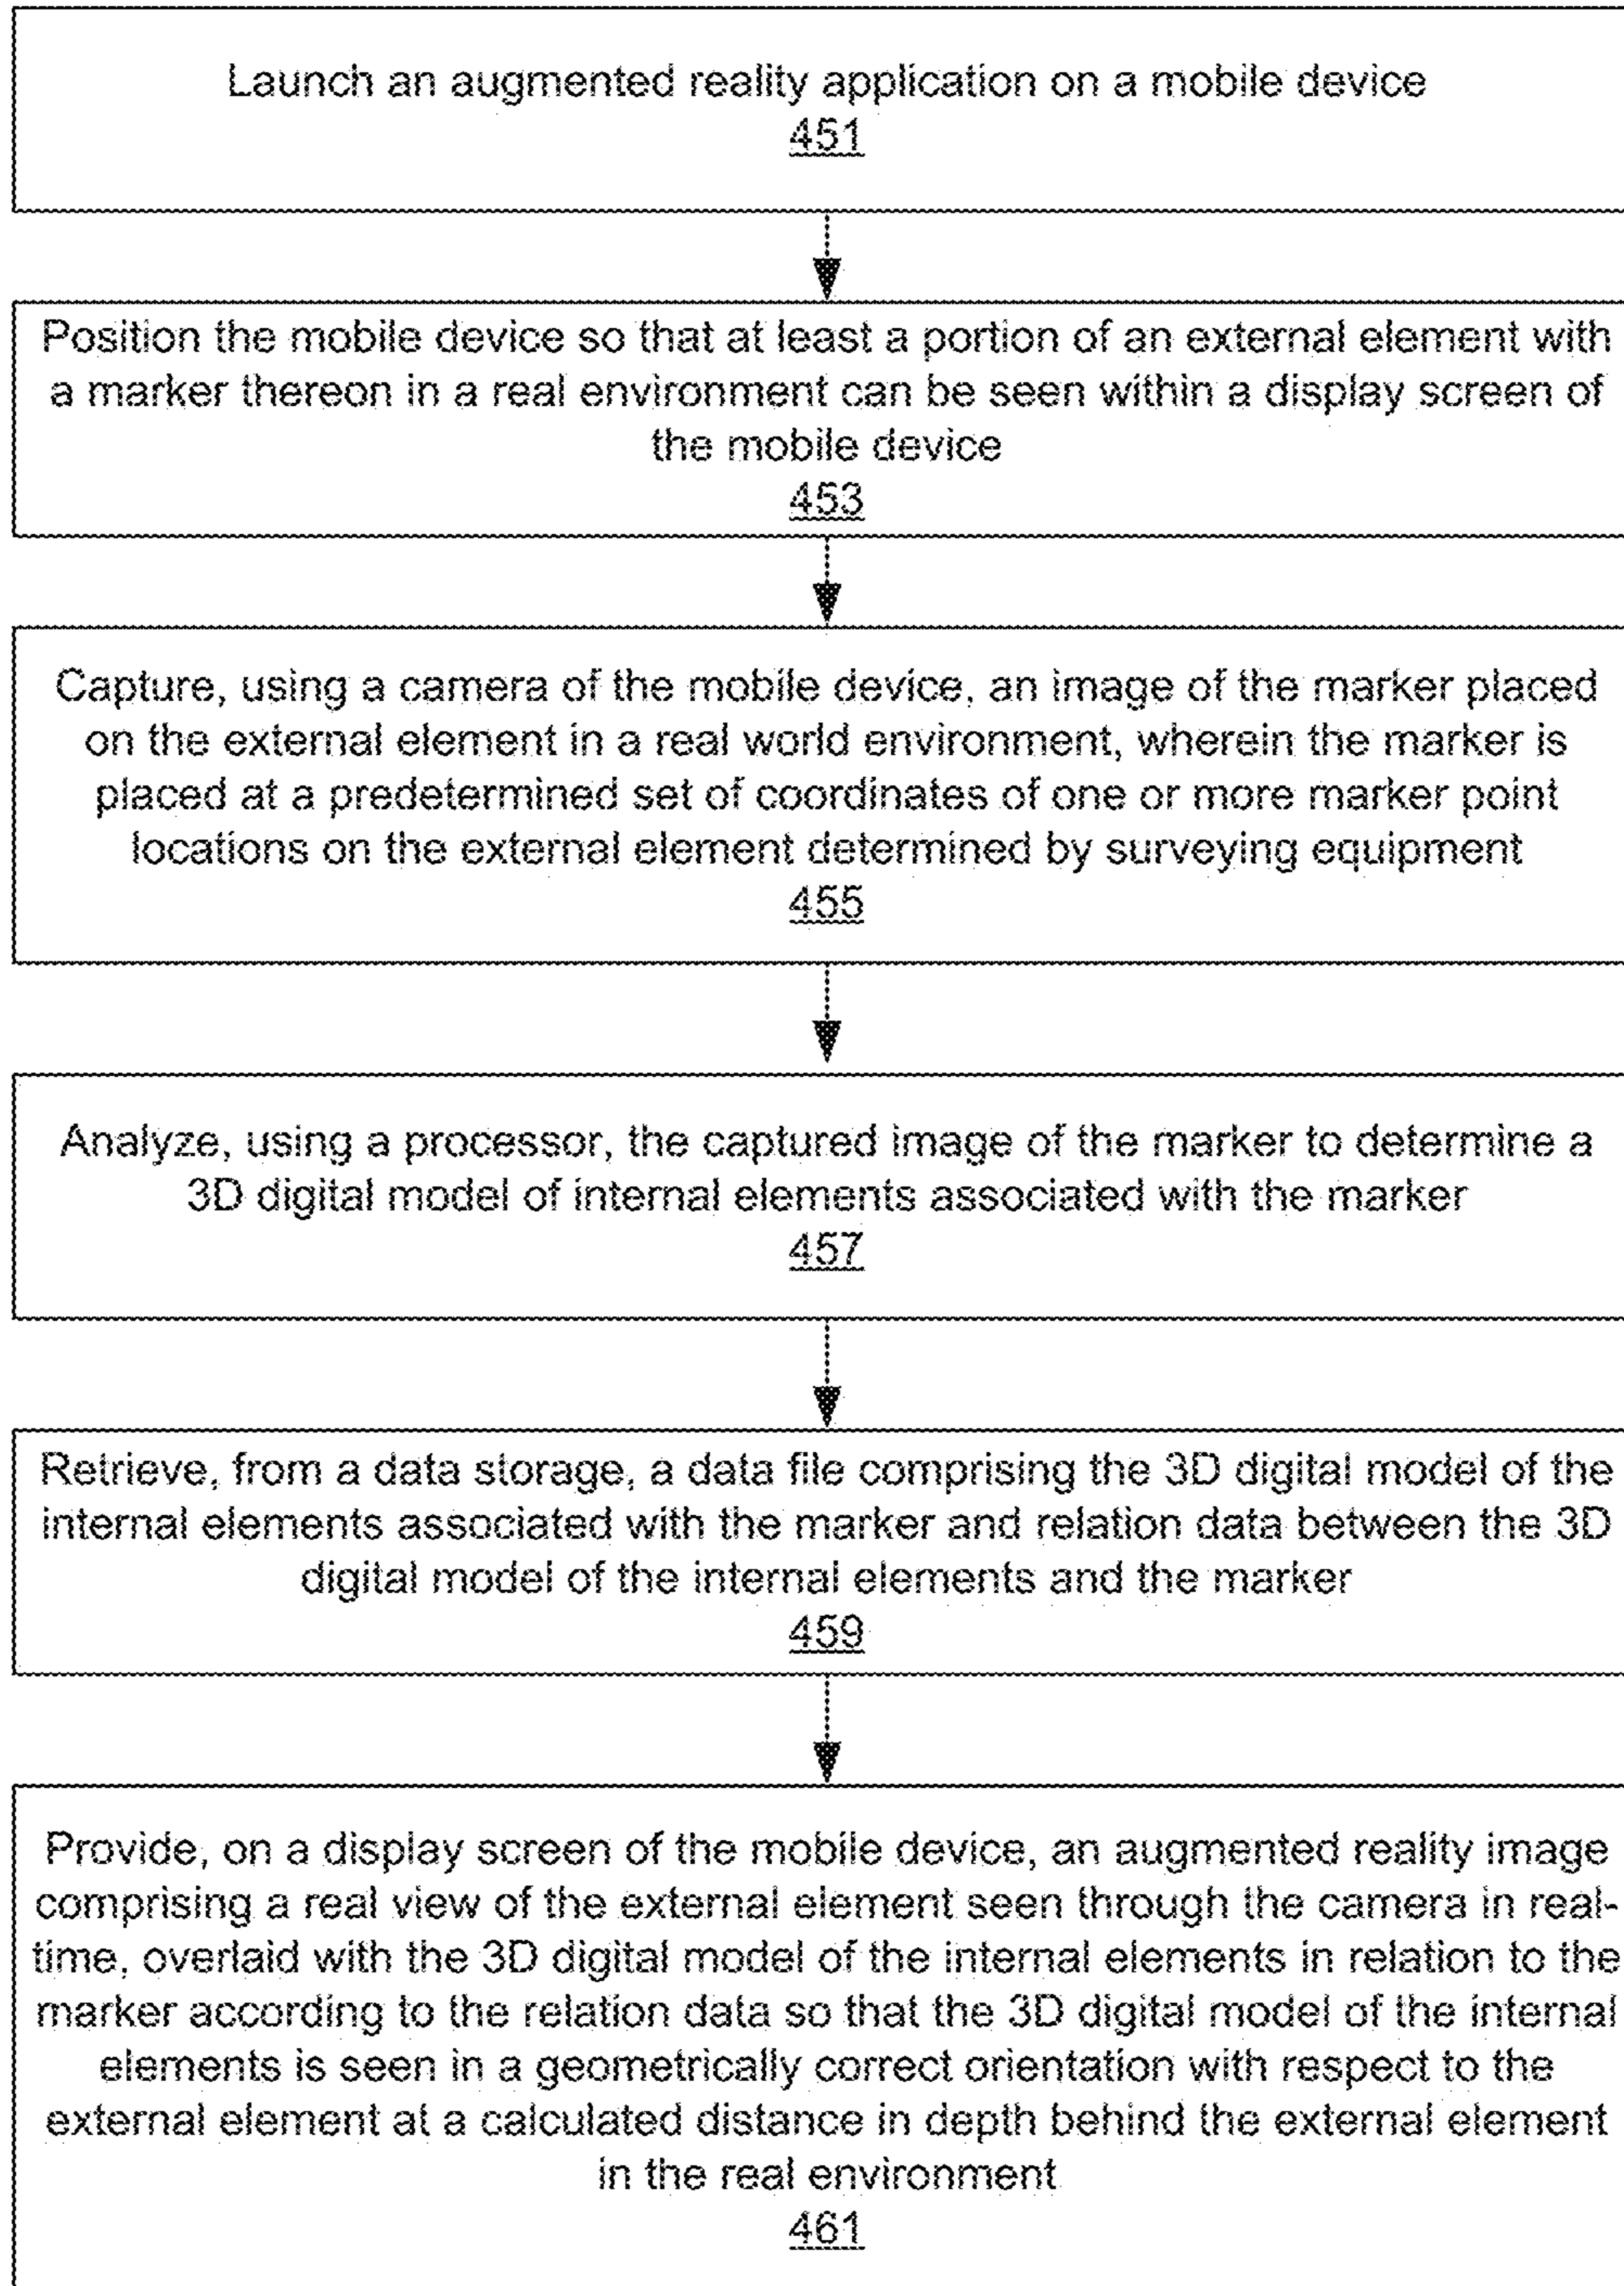 Launch an augmented reality application on a mobile device
451
Position the mobile device so that at least a portion of an external element with
a marker thereon in a real environment can be seen within a display screen of
the mobile device
453
Capture, using a camera of the mobile device, an image of the marker placed
on the external element in a real world environment, wherein the marker is
placed at a predetermined set of coordinates of one or more marker point
locations on the external element determined by surveying equipment
455
Analyze, using a processor, the captured image of the marker to determine a
3D digital model of internal elements associated with the marker
457
Retrieve, from a data storage, a data file comprising the 3D digital model of the
internal elements associated with the marker and relation data between the 3D
digital model of the internal elements and the marker
459
Provide, on a display screen of the mobile device, an augmented reality image
comprising a real view of the external element seen through the camera in real-
time, overlaid with the 3D digital model of the internal elements in relation to the
marker according to the relation data so that the 3D digital model of the internal
elements is seen in a geometrically correct orientation with respect to the
external element at a calculated distance in depth behind the external element
in the real environment
461